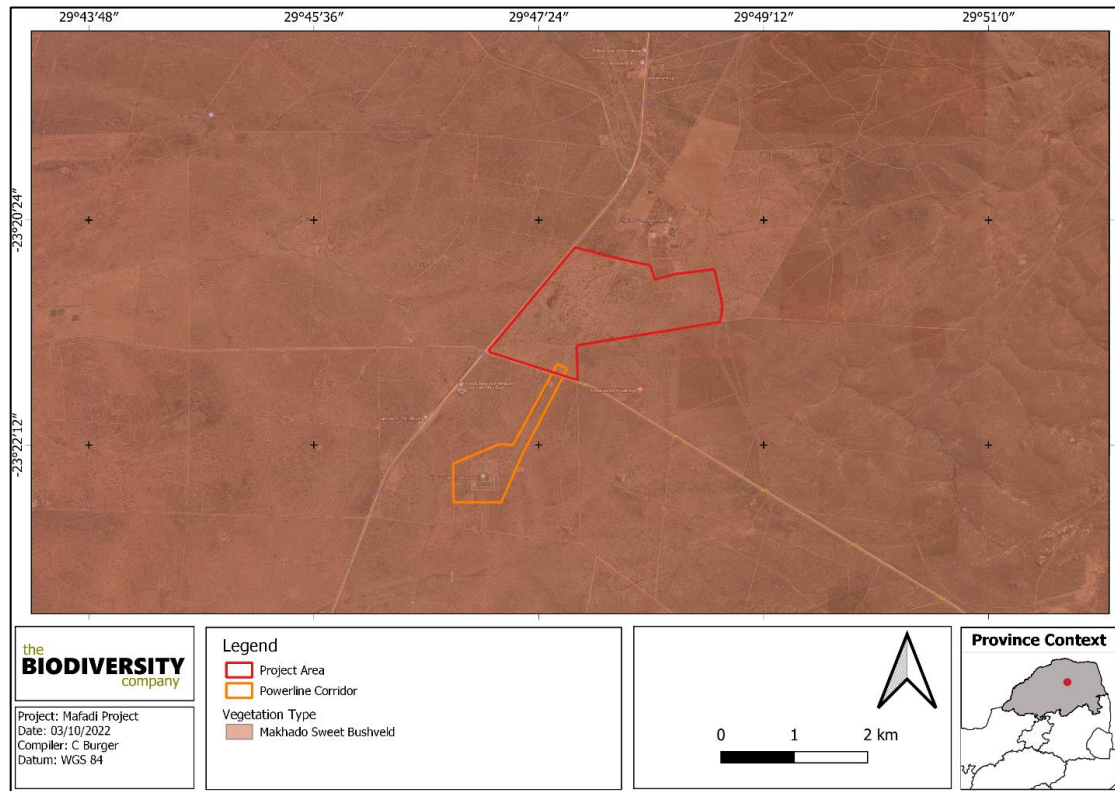 29°43'48" 29°45'36" 29°47'24" 29°49'12" 29°51'0"
-23°20'24"
-23°22'12"
the
BIODIVERSITY
company
Project: Mafadi Project
Date: 03/10/2022
Compiler: C Burger
Datum: WGS 84
Legend
Project Area
Powerline Corridor
Vegetation Type
Makhado Sweet Bushveld
0 1 2 km
Province Context